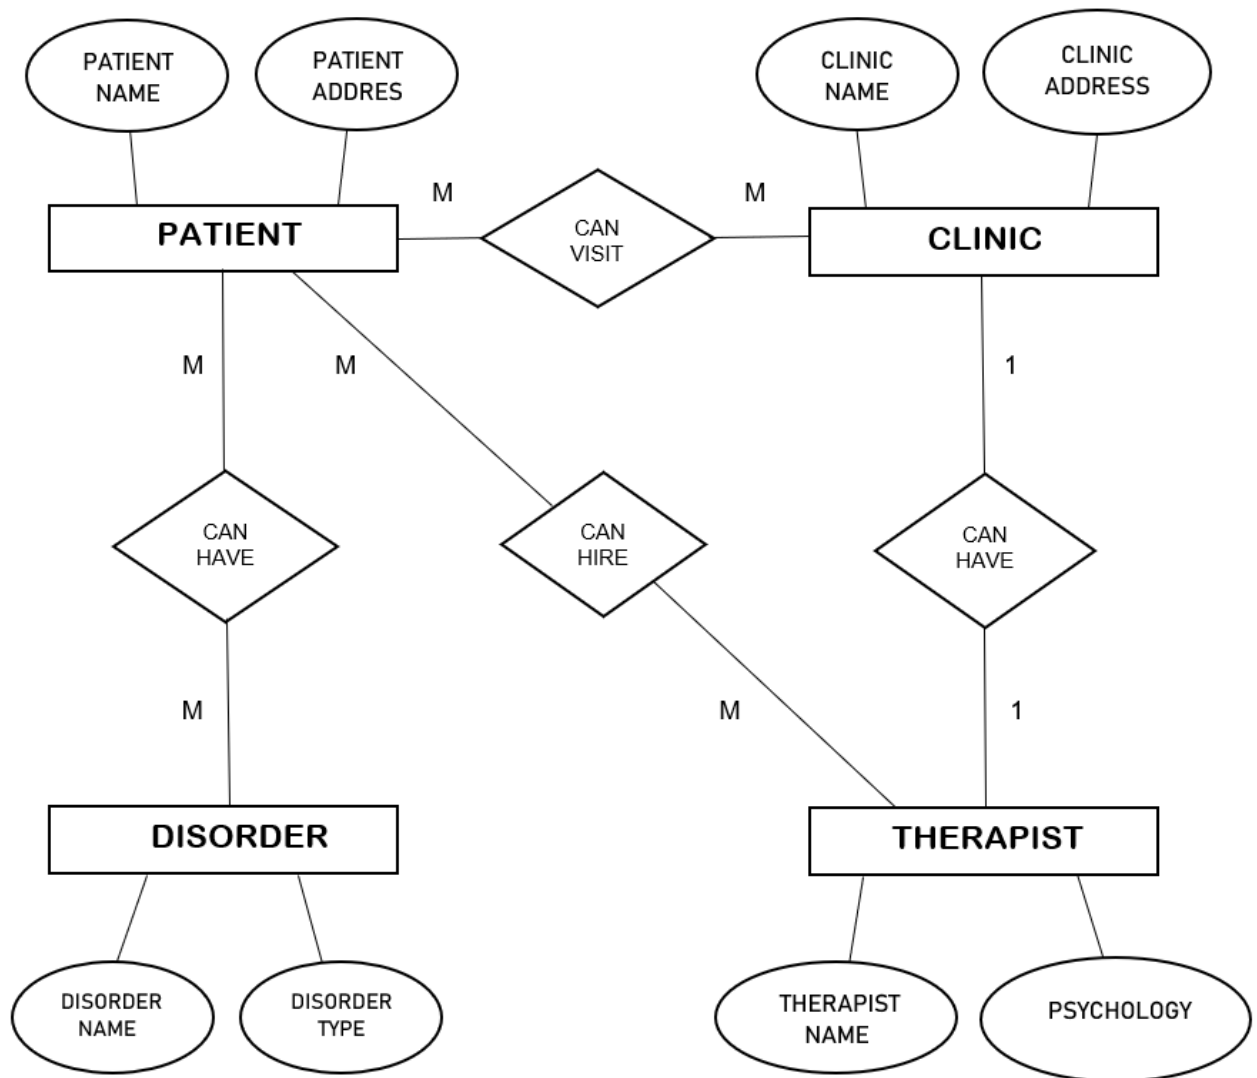 PATIENT
NAME
PATIENT
ADDRES
CLINIC
NAME
CLINIC
ADDRESS
M
M
PATIENT
CAN
VISIT
CLINIC
M
M
1
CAN
HAVE
CAN
HIRE
CAN
HAVE
M
M
1
DISORDER
THERAPIST
DISORDER
NAME
DISORDER
TYPE
THERAPIST
NAME
PSYCHOLOGY